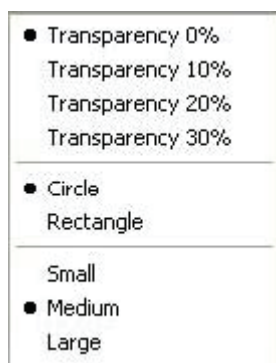 Transparency 0%
Transparency 10%
Transparency 20%
Transparency 30%
Circle
Rectangle
Small
Medium
Large